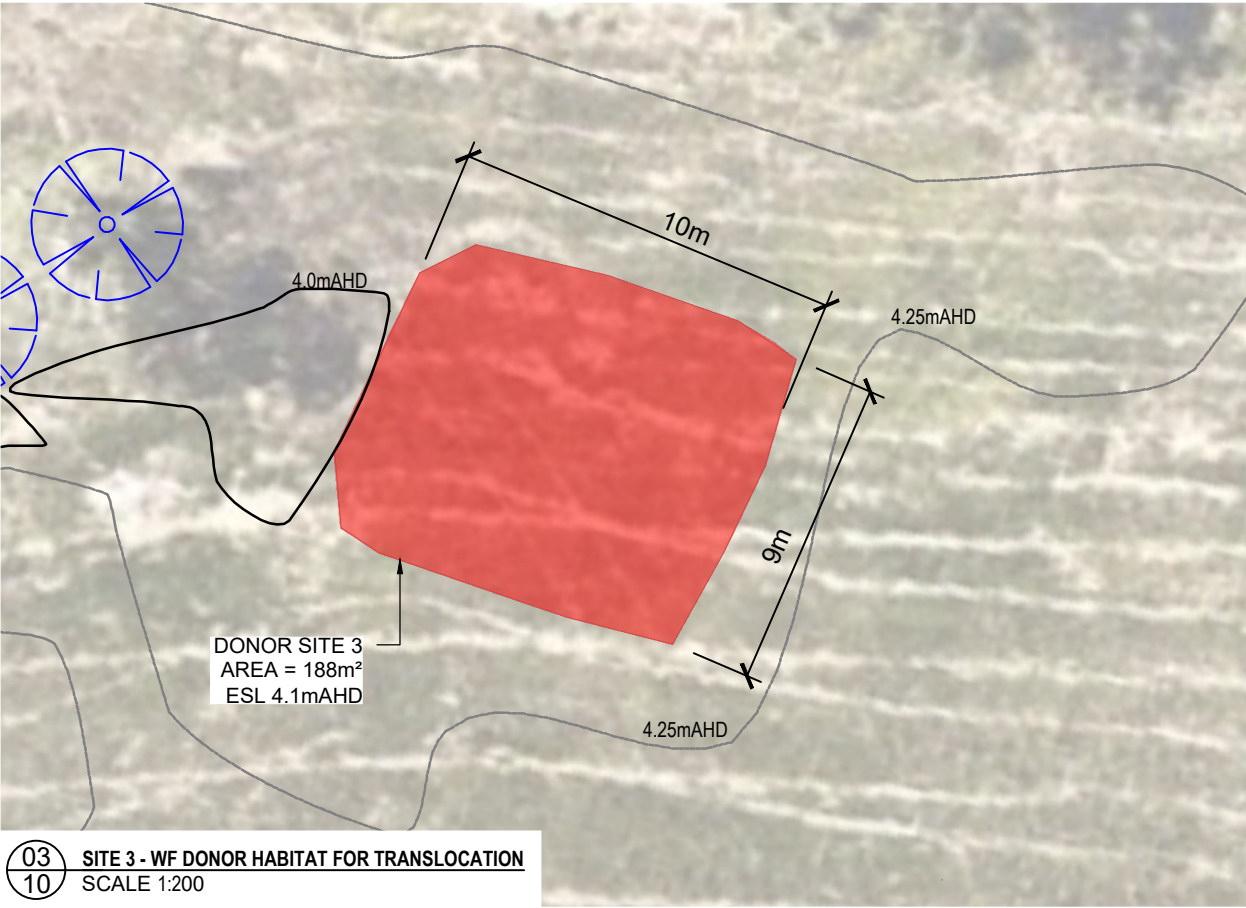 10m
4.0mAHD
4.25mAHD
9m
DONOR SITE 3
AREA = 188m²
ESL 4.1mAHD
4.25mAHD
03
10
SITE 3 - WF DONOR HABITAT FOR TRANSLOCATION
SCALE 1:200